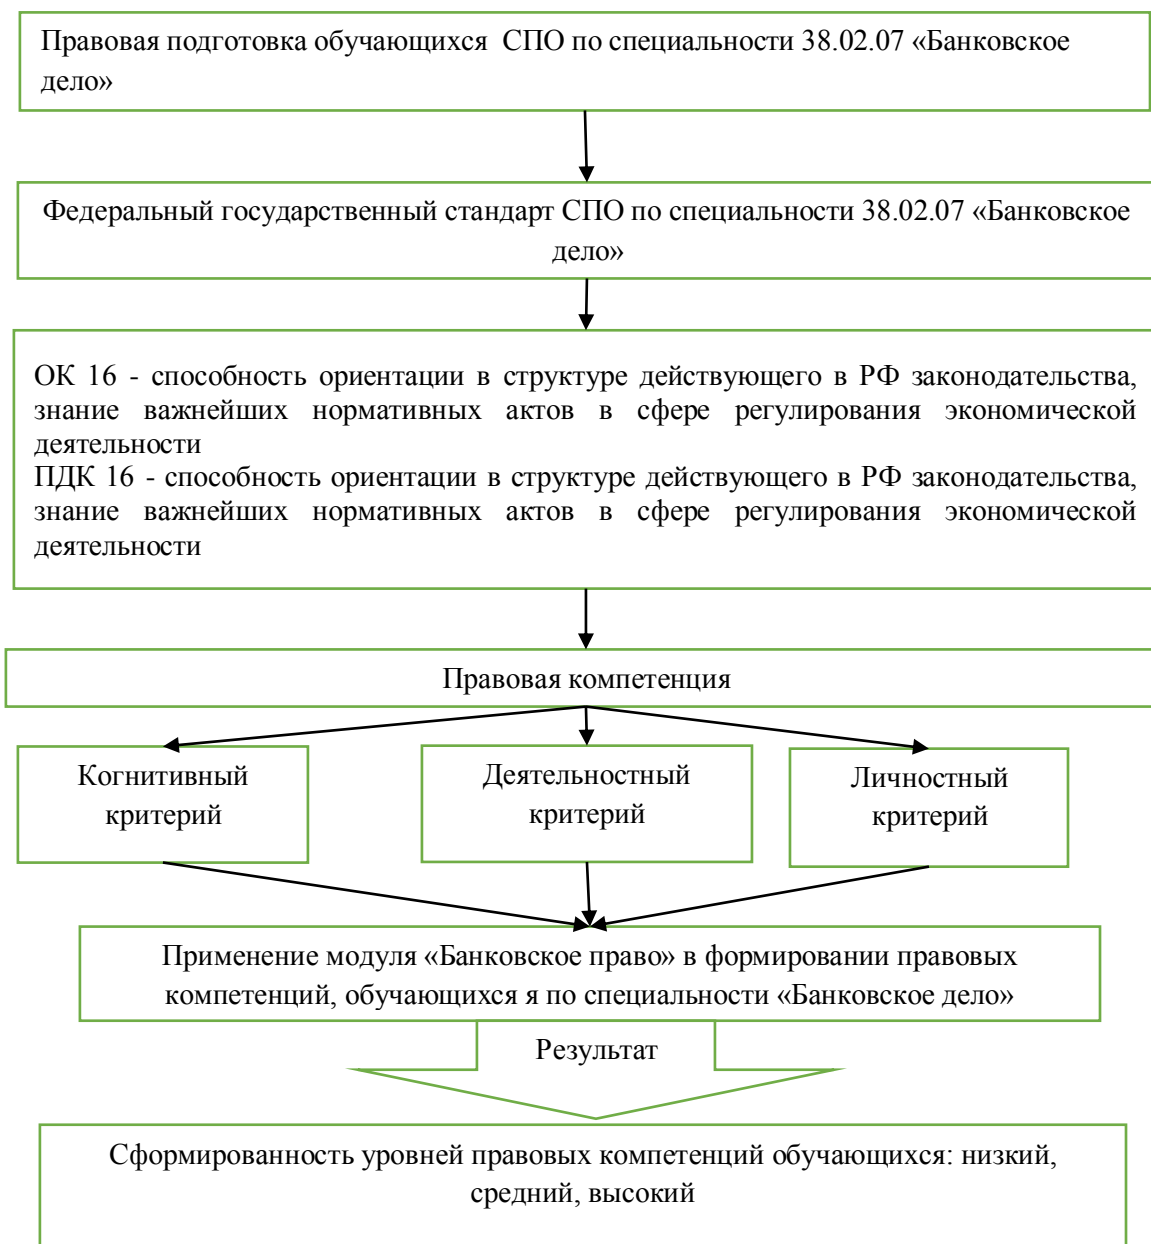 Правовая подготовка обучающихся СПО по специальности 38.02.07 «Банковское
дело»
Федеральный государственный стандарт СПО по специальности 38.02.07 «Банковское
дело»
ОК 16 - способность ориентации в структуре действующего в РФ законодательства,
знание важнейших нормативных актов в сфере регулирования экономической
деятельности
ПДК 16 - способность ориентации в структуре действующего в РФ законодательства,
знание важнейших нормативных актов в сфере регулирования экономической
деятельности
Правовая компетенция
Когнитивный
критерий
Деятельностный
критерий
Личностный
критерий
Применение модуля «Банковское право» в формировании правовых
компетенций, обучающихся я по специальности «Банковское дело»
Результат
Сформированность уровней правовых компетенций обучающихся: низкий,
средний, высокий